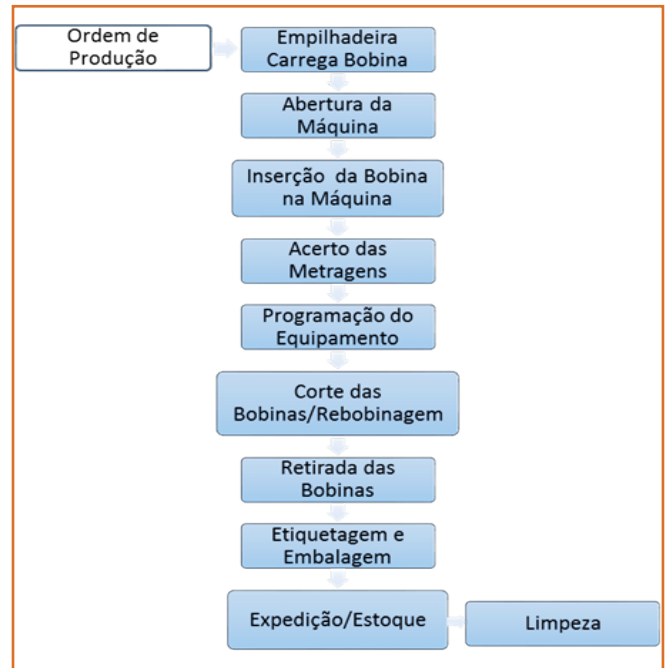 Ordem de
Produção
Empilhadeira
Carrega Bobina
Abertura da
Máquina
Inserção da Bobina
na Máquina
Acerto das
Metragens
Programação do
Equipamento
Corte das
Bobinas/Rebobinagem
Retirada das
Bobinas
Etiquetagem e
Embalagem
Expedição/Estoque
Limpeza